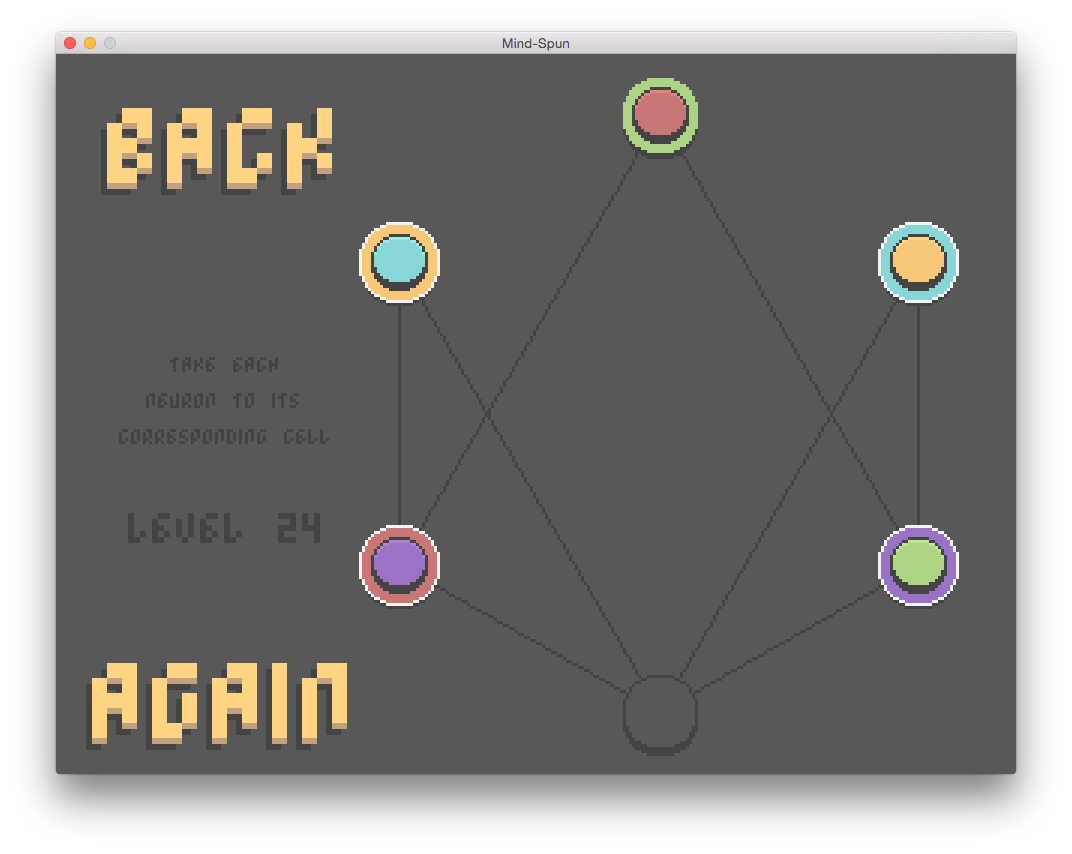 Mind-Spun
BACK
TAKE EACH
NEURON TO ITS
CORRESPONDING CELL
LEVEL 24
AGAIN